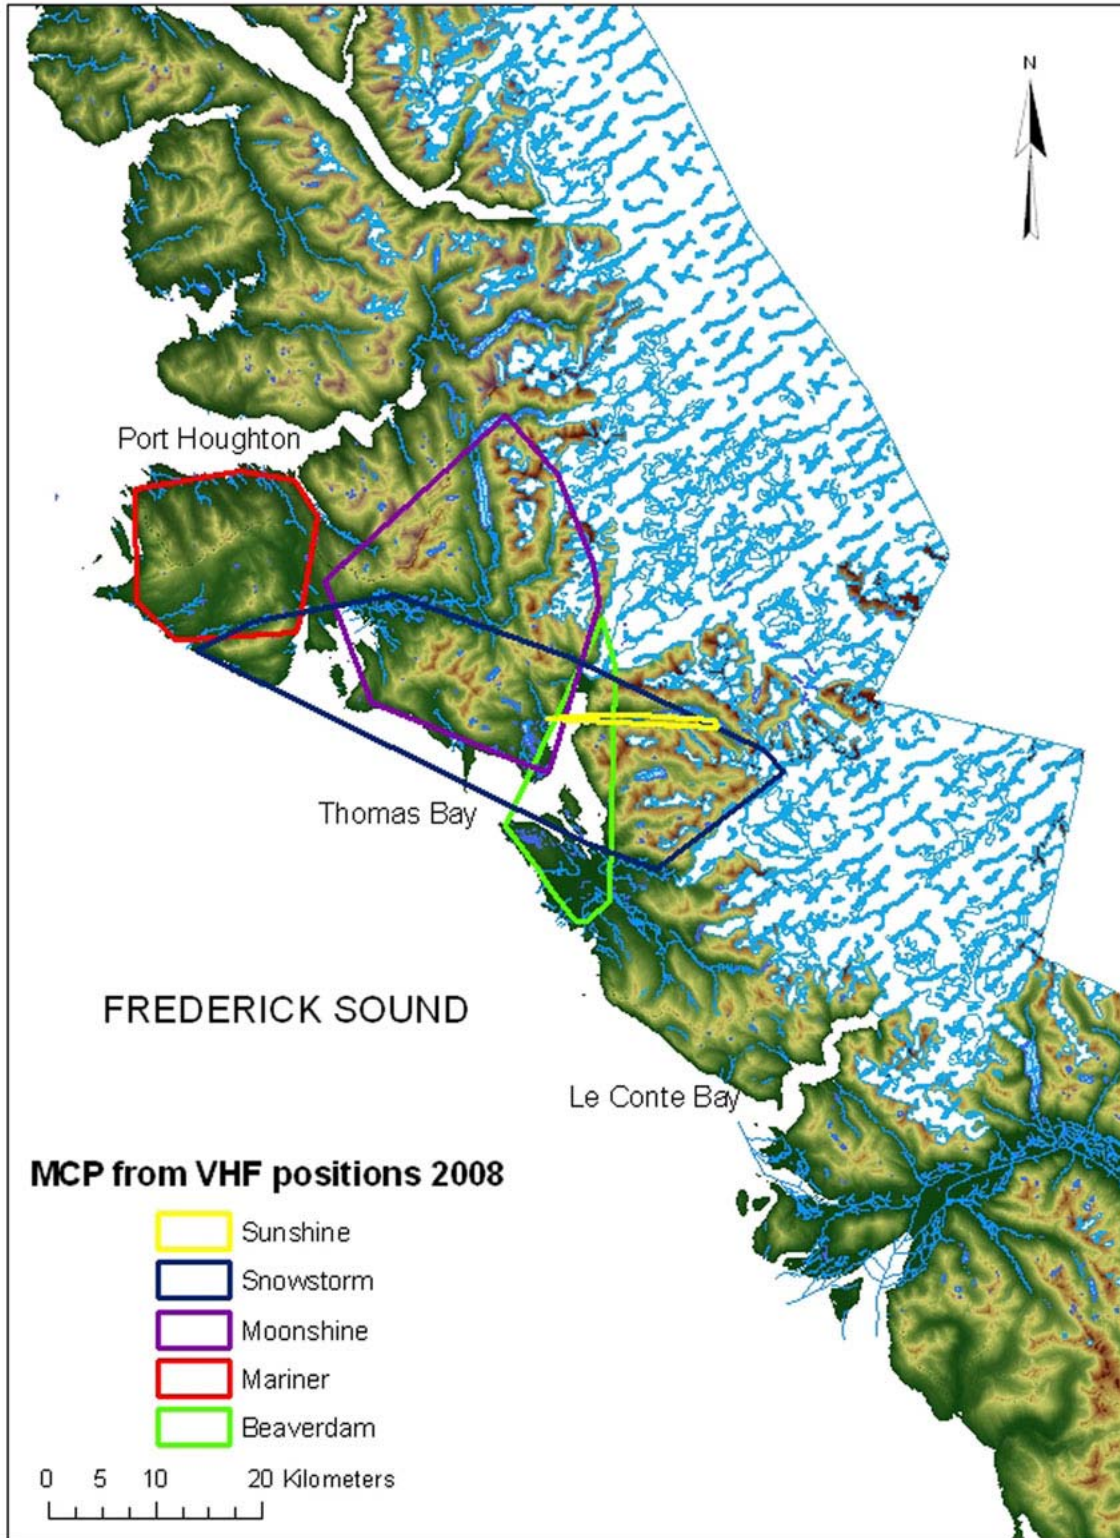 N
Port Houghton
Thomas Bay
FREDERICK SOUND
Le Conte Bay
MCP from VHF positions 2008
Sunshine
Snowstorm
Moonshine
Mariner
Beaverdam
0 5 10 20 Kilometers